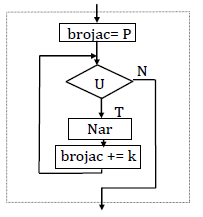 brojac= P
U
N
T
Nar
brojac += k